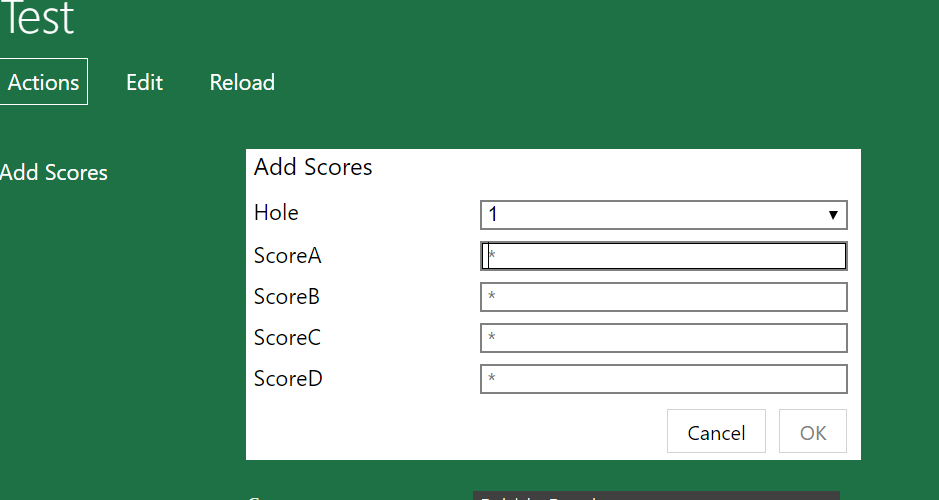 Test
Actions Edit Reload
Add Scores
Add Scores
Hole 1
ScoreA *
ScoreB *
ScoreC *
ScoreD *
Cancel OK